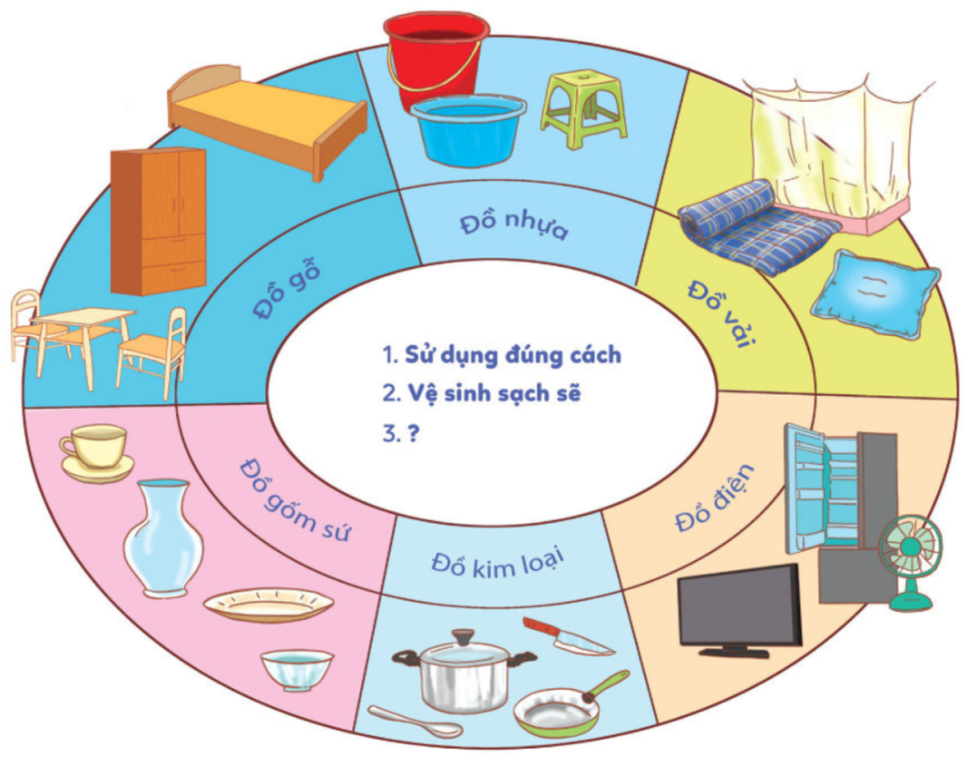 Đồ nhựa
Đồ gỗ
Đồ vải
1. Sử dụng đúng cách
2. Vệ sinh sạch sẽ
3. ?
Đồ gốm sứ
Đồ điện
Đồ kim loại